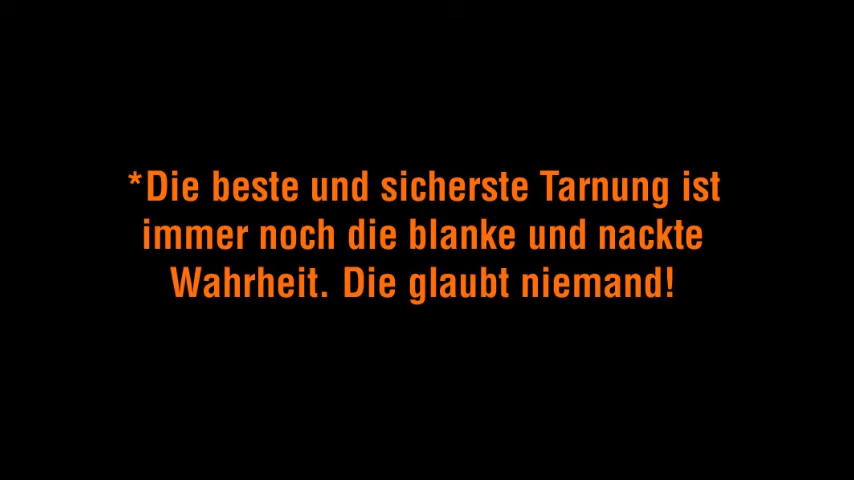 *Die beste und sicherste Tarnung ist
immer noch die blanke und nackte
Wahrheit. Die glaubt niemand!